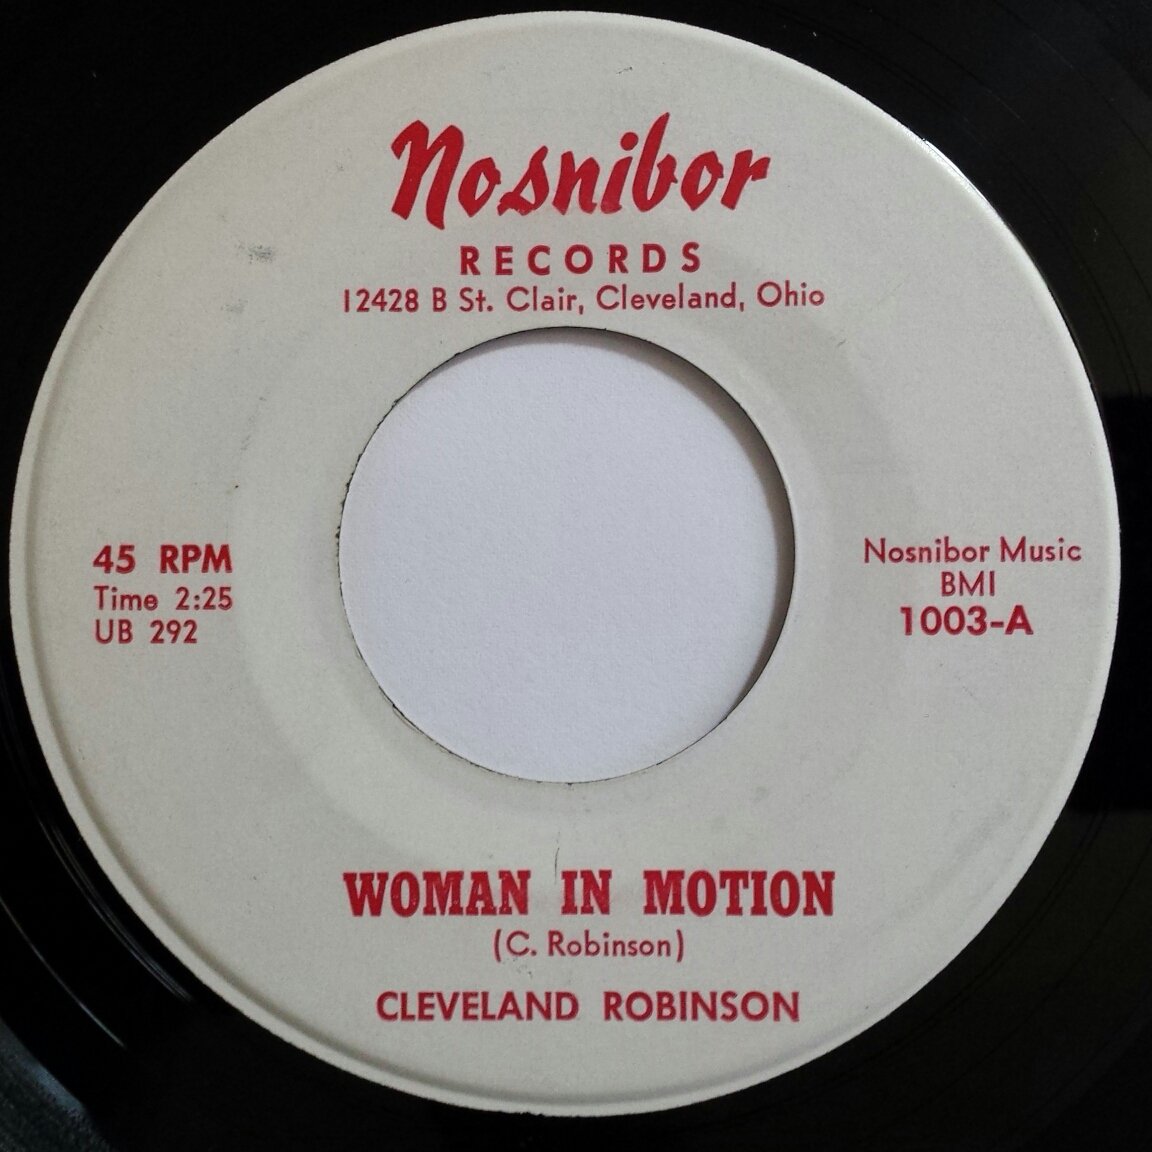 Nosnibor
RECORDS
12428 B St. Clair, Cleveland, Ohio
45 RPM
Time 2:25
UB 292
Nosnibor Music
BMI
1003-A
WOMAN IN MOTION
(C. Robinson)
CLEVELAND ROBINSON